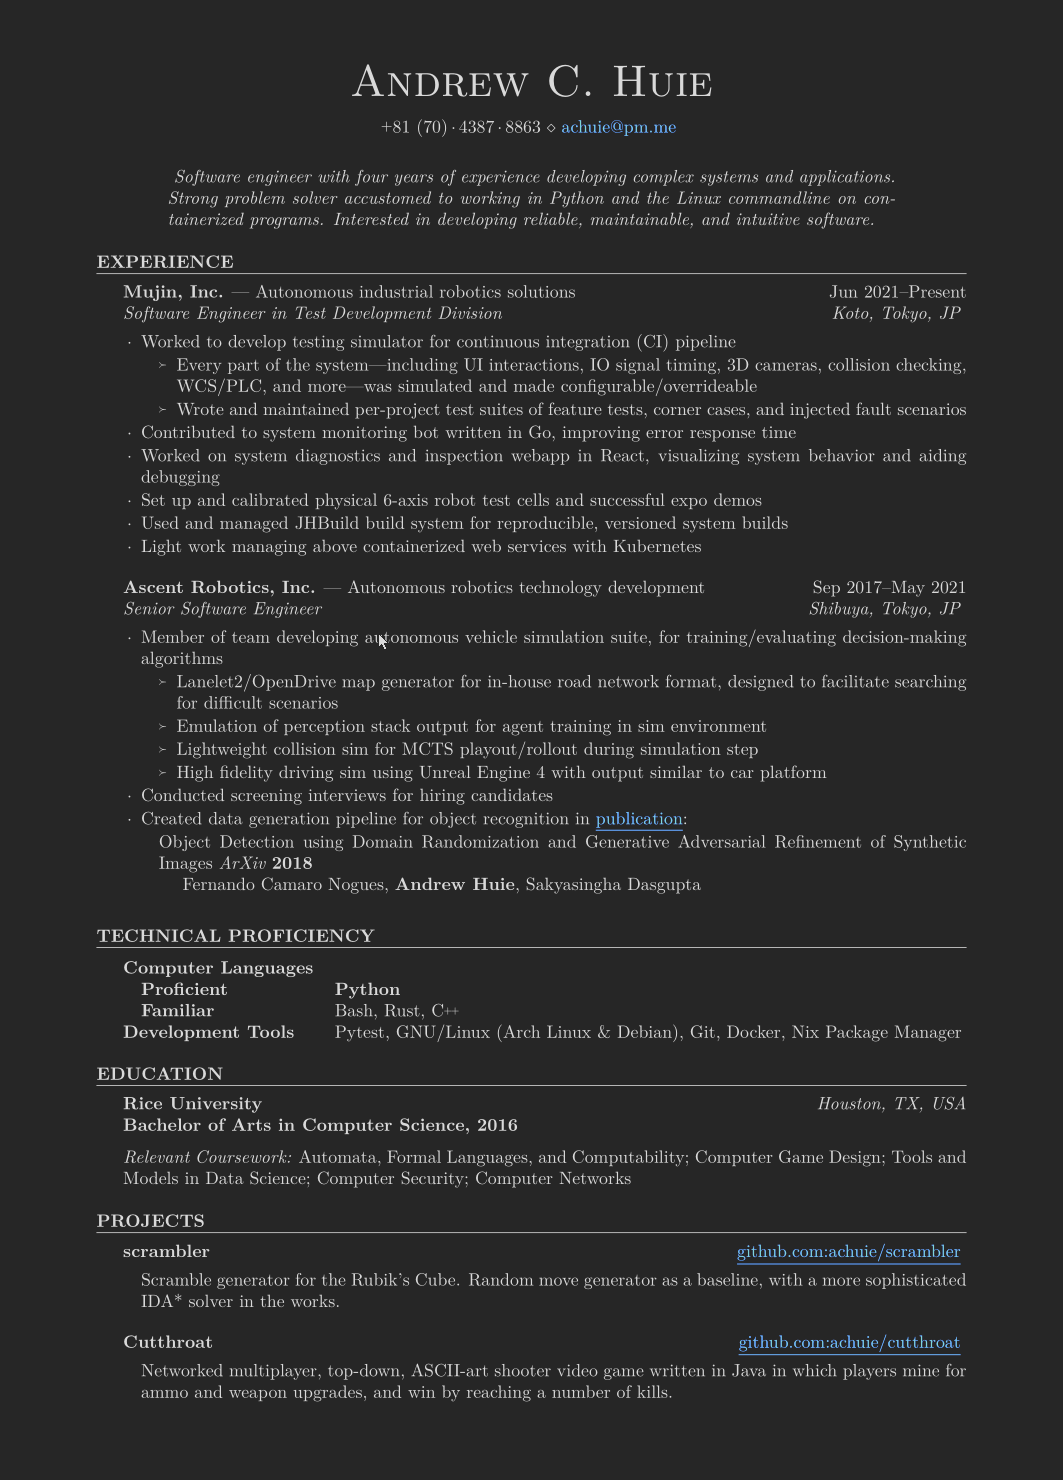 Andrew C. Huie
+81 (70) · 4387 · 8863 ⋄ achuie@pm.me
Software engineer with four years of experience developing complex systems and applications.
Strong problem solver accustomed to working in Python and the Linux commandline on con-
tainerized programs. Interested in developing reliable, maintainable, and intuitive software.
EXPERIENCE
Mujin, Inc. — Autonomous industrial robotics solutions Jun 2021–Present
Software Engineer in Test Development Division Koto, Tokyo, JP
· Worked to develop testing simulator for continuous integration (CI) pipeline
≻ Every part of the system—including UI interactions, IO signal timing, 3D cameras, collision checking,
WCS/PLC, and more—was simulated and made configurable/overrideable
≻ Wrote and maintained per-project test suites of feature tests, corner cases, and injected fault scenarios
· Contributed to system monitoring bot written in Go, improving error response time
· Worked on system diagnostics and inspection webapp in React, visualizing system behavior and aiding
debugging
· Set up and calibrated physical 6-axis robot test cells and successful expo demos
· Used and managed JHBuild build system for reproducible, versioned system builds
· Light work managing above containerized web services with Kubernetes
Ascent Robotics, Inc. — Autonomous robotics technology development Sep 2017–May 2021
Senior Software Engineer Shibuya, Tokyo, JP
· Member of team developing autonomous vehicle simulation suite, for training/evaluating decision-making
algorithms
≻ Lanelet2/OpenDrive map generator for in-house road network format, designed to facilitate searching
for difficult scenarios
≻ Emulation of perception stack output for agent training in sim environment
≻ Lightweight collision sim for MCTS playout/rollout during simulation step
≻ High fidelity driving sim using Unreal Engine 4 with output similar to car platform
· Conducted screening interviews for hiring candidates
· Created data generation pipeline for object recognition in publication:
Object Detection using Domain Randomization and Generative Adversarial Refinement of Synthetic
Images ArXiv 2018
Fernando Camaro Nogues, Andrew Huie, Sakyasingha Dasgupta
TECHNICAL PROFICIENCY
Computer Languages
Proficient Python
Familiar Bash, Rust, C++
Development Tools Pytest, GNU/Linux (Arch Linux & Debian), Git, Docker, Nix Package Manager
EDUCATION
Rice University Houston, TX, USA
Bachelor of Arts in Computer Science, 2016
Relevant Coursework: Automata, Formal Languages, and Computability; Computer Game Design; Tools and
Models in Data Science; Computer Security; Computer Networks
PROJECTS
scrambler github.com:achuie/scrambler
Scramble generator for the Rubik's Cube. Random move generator as a baseline, with a more sophisticated
IDA* solver in the works.
Cutthroat github.com:achuie/cutthroat
Networked multiplayer, top-down, ASCII-art shooter video game written in Java in which players mine for
ammo and weapon upgrades, and win by reaching a number of kills.